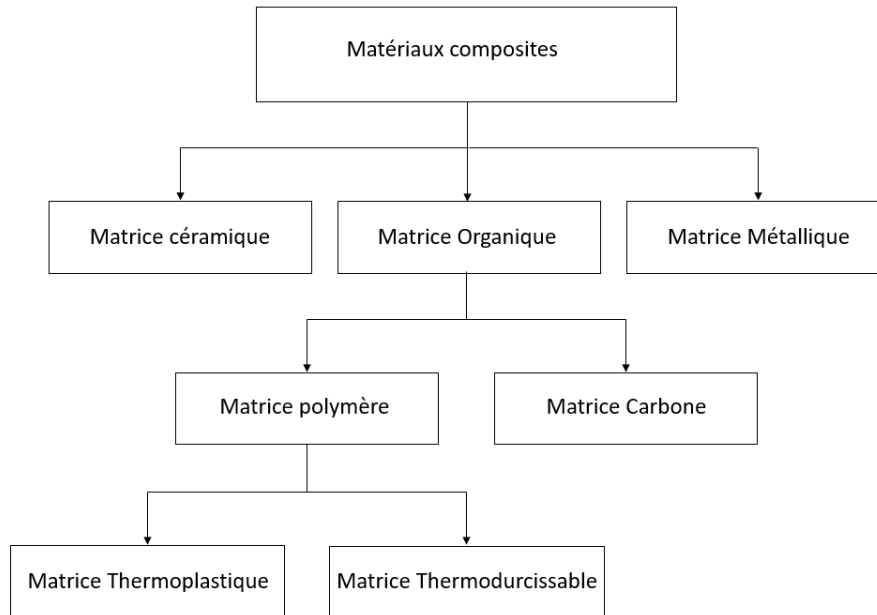 Matériaux composites
Matrice céramique
Matrice Organique
Matrice Métallique
Matrice polymère
Matrice Carbone
Matrice Thermoplastique
Matrice Thermodurcissable